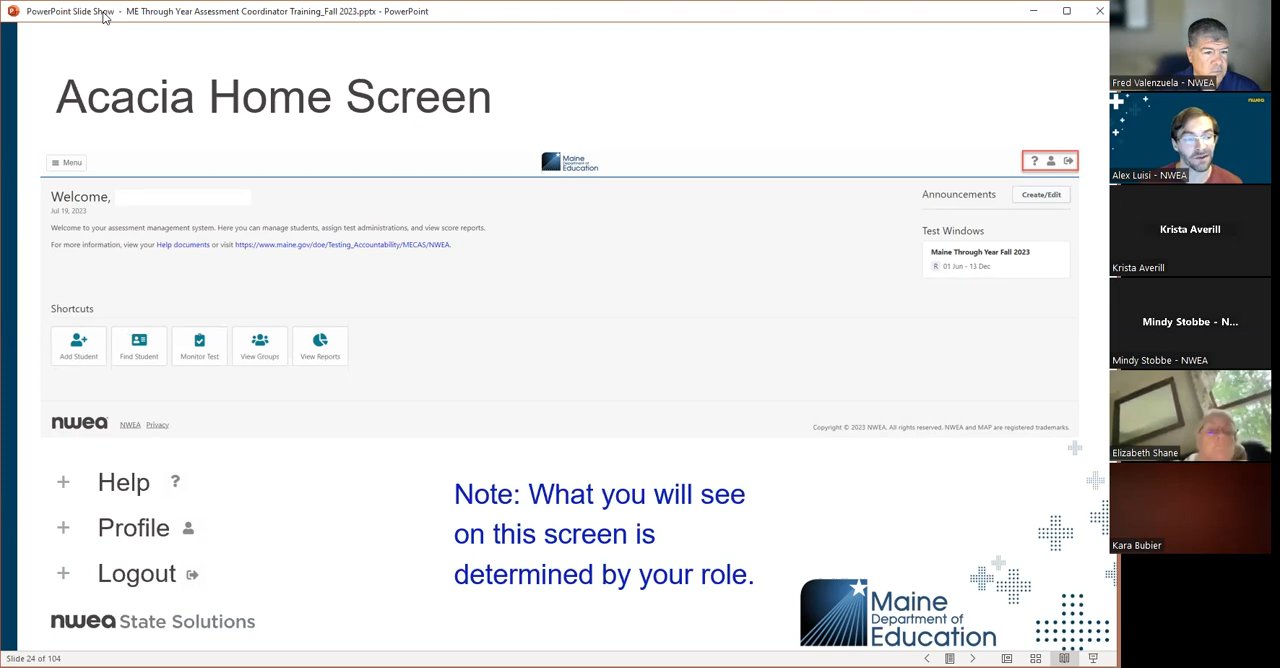 PowerPoint Slide Show - ME Through Year Assessment Coordinator Training_Fall 2023.pptx - PowerPoint
Acacia Home Screen
Menu
Maine
Department of
Education
?
Welcome,
Jul 19, 2023
Welcome to your assessment management system. Here you can manage students, assign test administrations, and view score reports.
For more information, view your Help documents or visit https://www.maine.gov/doe/Testing_Accountability/MECAS/NWEA.
Announcements
Create/Edit
Test Windows
Maine Through Year Fall 2023
R 01 Jun - 13 Dec
Shortcuts
Add Student
Find Student
Monitor Test
View Groups
View Reports
nwea NWEA Privacy
Copyright © 2023 NWEA. All rights reserved. NWEA and MAP are registered trademarks.
+ Help ?
+ Profile
+ Logout
Note: What you will see
on this screen is
determined by your role.
nwea State Solutions
Maine
Department of
Education
Slide 24 of 104
Fred Valenzuela - NWEA
nwea
Alex Luisi - NWEA
Krista Averill
Krista Averill
Mindy Stobbe - N...
Mindy Stobbe - NWEA
Elizabeth Shane
Kara Bubier